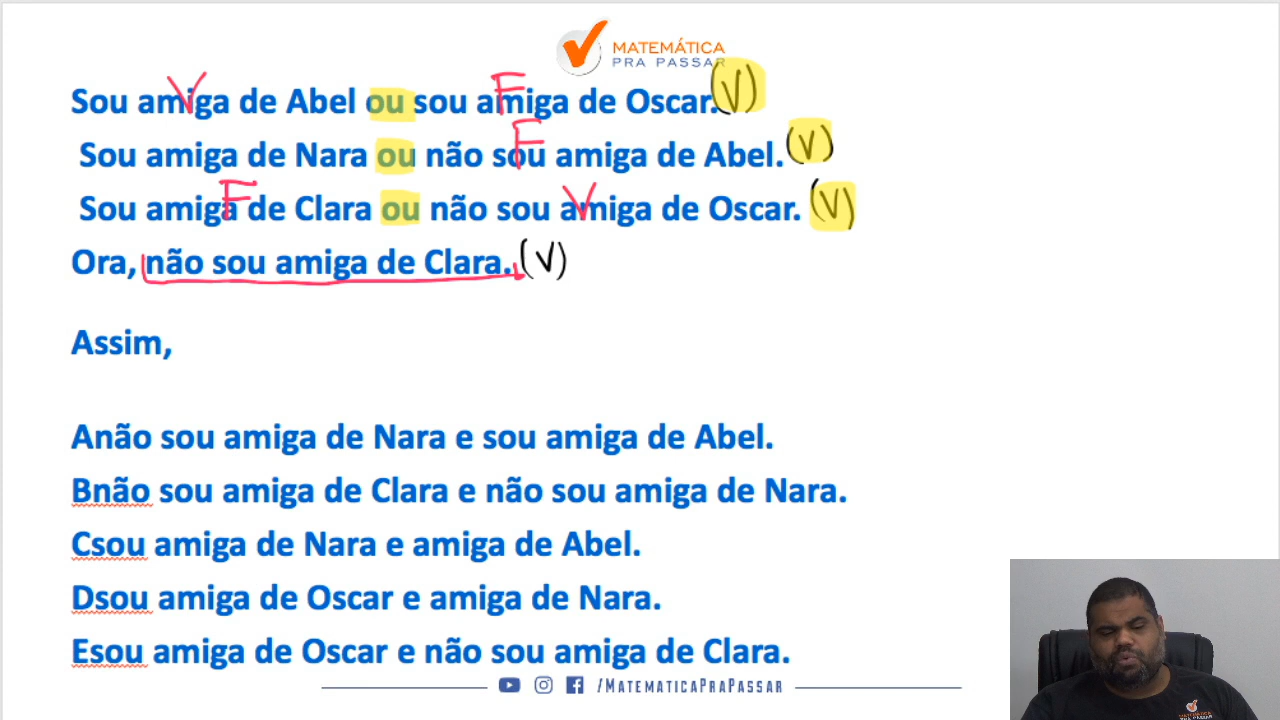 MATEMÁTICA
PRA PASSAR
V F
Sou amiga de Abel ou sou amiga de Oscar. (V)
F
Sou amiga de Nara ou não sou amiga de Abel. (V)
F V
Sou amiga de Clara ou não sou amiga de Oscar. (V)
Ora, não sou amiga de Clara. (V)
Assim,
Anão sou amiga de Nara e sou amiga de Abel.
Bnão sou amiga de Clara e não sou amiga de Nara.
Csou amiga de Nara e amiga de Abel.
Dsou amiga de Oscar e amiga de Nara.
Esou amiga de Oscar e não sou amiga de Clara.
/MATEMATICAPRAPASSAR
MATEMÁTICA
PRA PASSAR